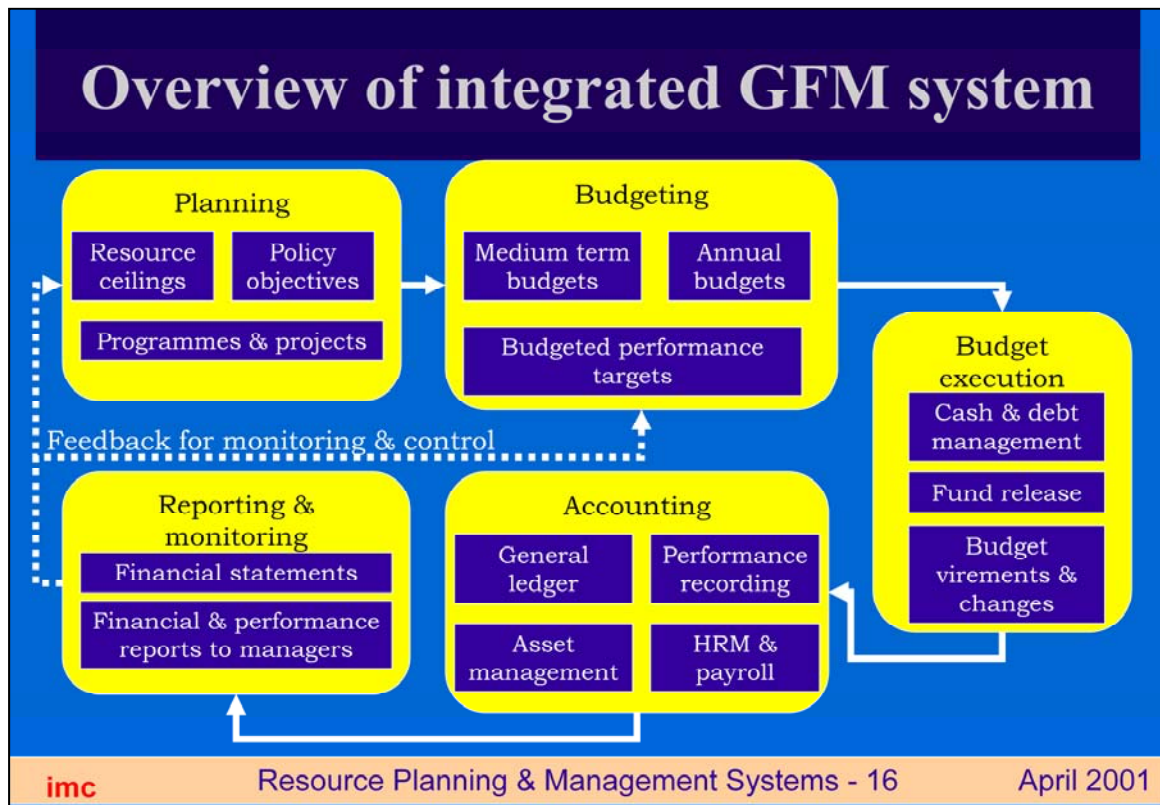 Overview of integrated GFM system
Planning
Resource
ceilings
Policy
objectives
Programmes & projects
Budgeting
Medium term
budgets
Annual
budgets
Budgeted performance
targets
Budget
execution
Cash & debt
management
Fund release
Budget
virements &
changes
Feedback for monitoring & control
Reporting &
monitoring
Financial statements
Financial & performance
reports to managers
Accounting
General
ledger
Performance
recording
Asset
management
HRM &
payroll
imc
Resource Planning & Management Systems - 16
April 2001